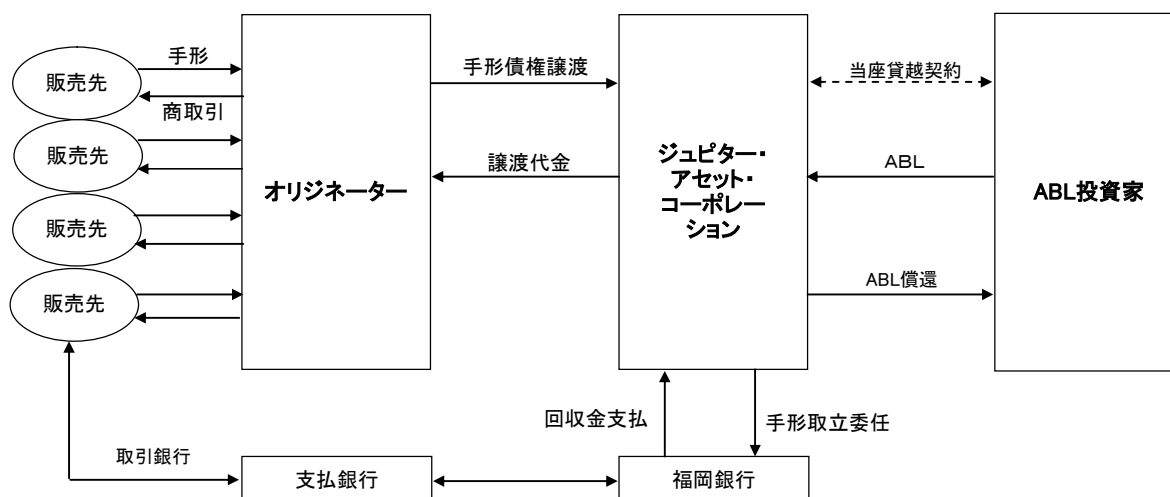 手形
販売先
商取引
販売先
販売先
販売先
オリジネーター
手形債権譲渡
譲渡代金
ジュピター・
アセット・
コーポレー
ション
当座貸越契約
ABL
ABL償還
ABL投資家
回収金支払
手形取立委任
取引銀行
支払銀行
福岡銀行